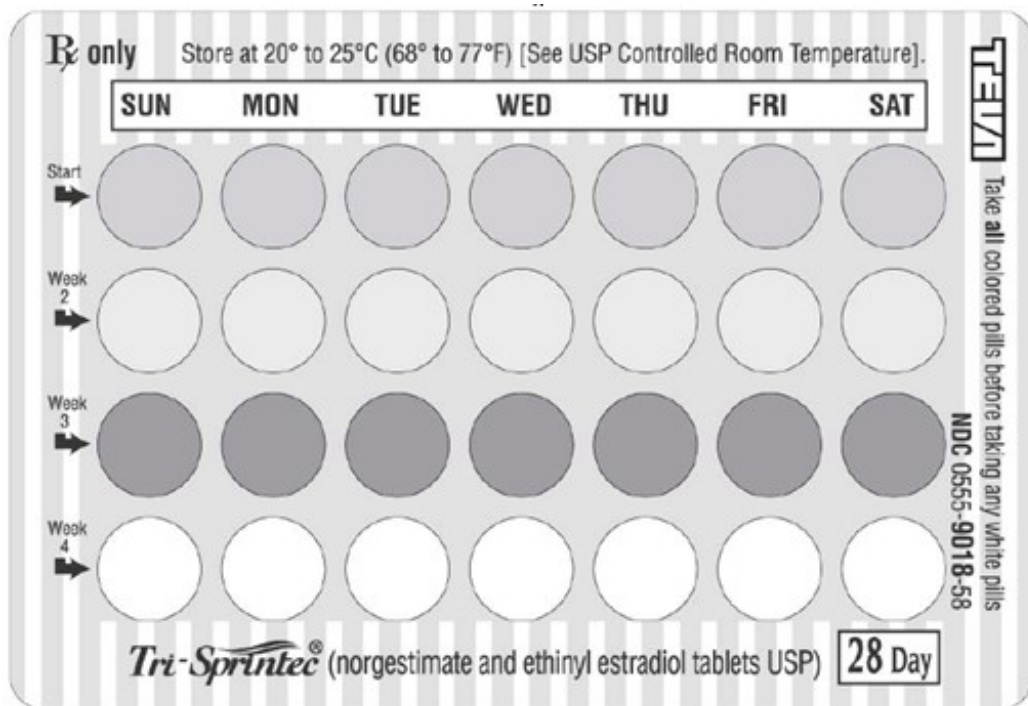 Rx only
Store at 20° to 25°C (68° to 77°F) [See USP Controlled Room Temperature].
SUN MON TUE WED THU FRI SAT
Start
Week
2
Week
3
Week
4
Tri-Sprintec® (norgestimate and ethinyl estradiol tablets USP)
28 Day
TEVA
Take all colored pills before taking any white pills
NDC 0555-9018-58